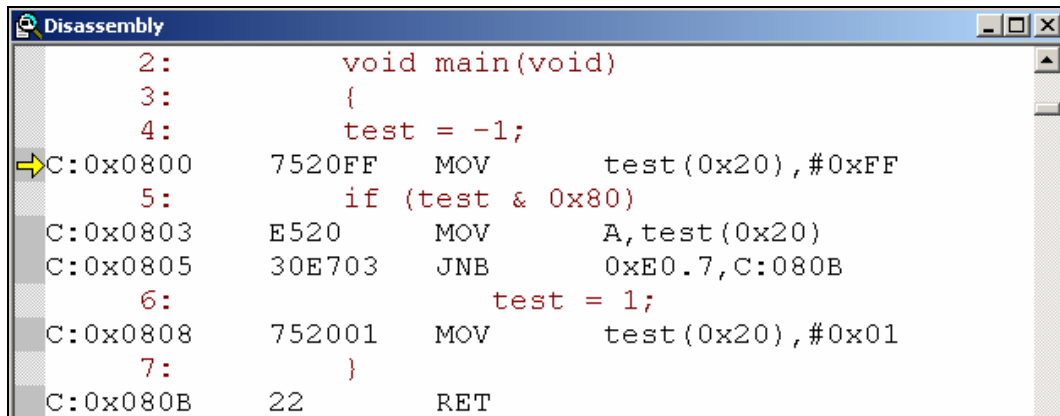 Disassembly
2: void main(void)
3: {
4: test = -1;
C:0x0800 7520FF MOV test(0x20),#0xFF
5: if (test & 0x80)
C:0x0803 E520 MOV A,test(0x20)
C:0x0805 30E703 JNB 0xE0.7,C:080B
6: test = 1;
C:0x0808 752001 MOV test(0x20),#0x01
7: }
C:0x080B 22 RET